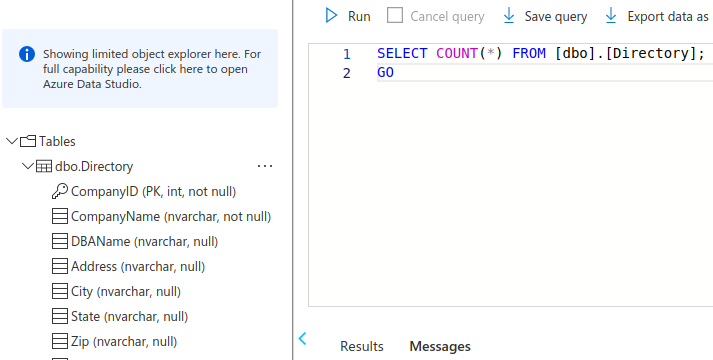 Showing limited object explorer here. For
full capability please click here to open
Azure Data Studio.
Tables
dbo.Directory
CompanyID (PK, int, not null)
CompanyName (nvarchar, not null)
DBAName (nvarchar, null)
Address (nvarchar, null)
City (nvarchar, null)
State (nvarchar, null)
Zip (nvarchar, null)
Run Cancel query Save query Export data as
1 SELECT COUNT(*) FROM [dbo].[Directory];
2 GO
Results Messages